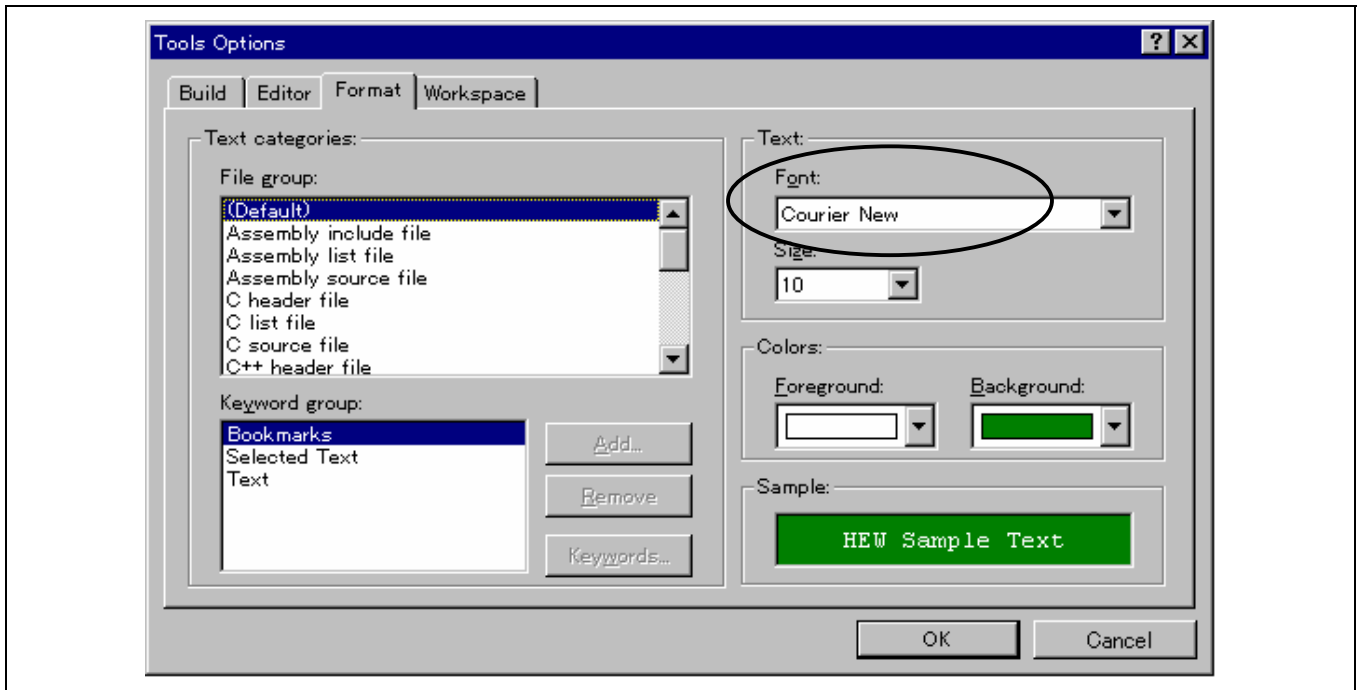 Tools Options
Build Editor Format Workspace
Text categories:
File group:
(Default)
Assembly include file
Assembly list file
Assembly source file
C header file
C list file
C source file
C++ header file
Keyword group:
Bookmarks
Selected Text
Text
Add...
Remove
Keywords...
Text:
Font:
Courier New
Size:
10
Colors:
Foreground: Background:
Sample:
HEW Sample Text
OK Cancel